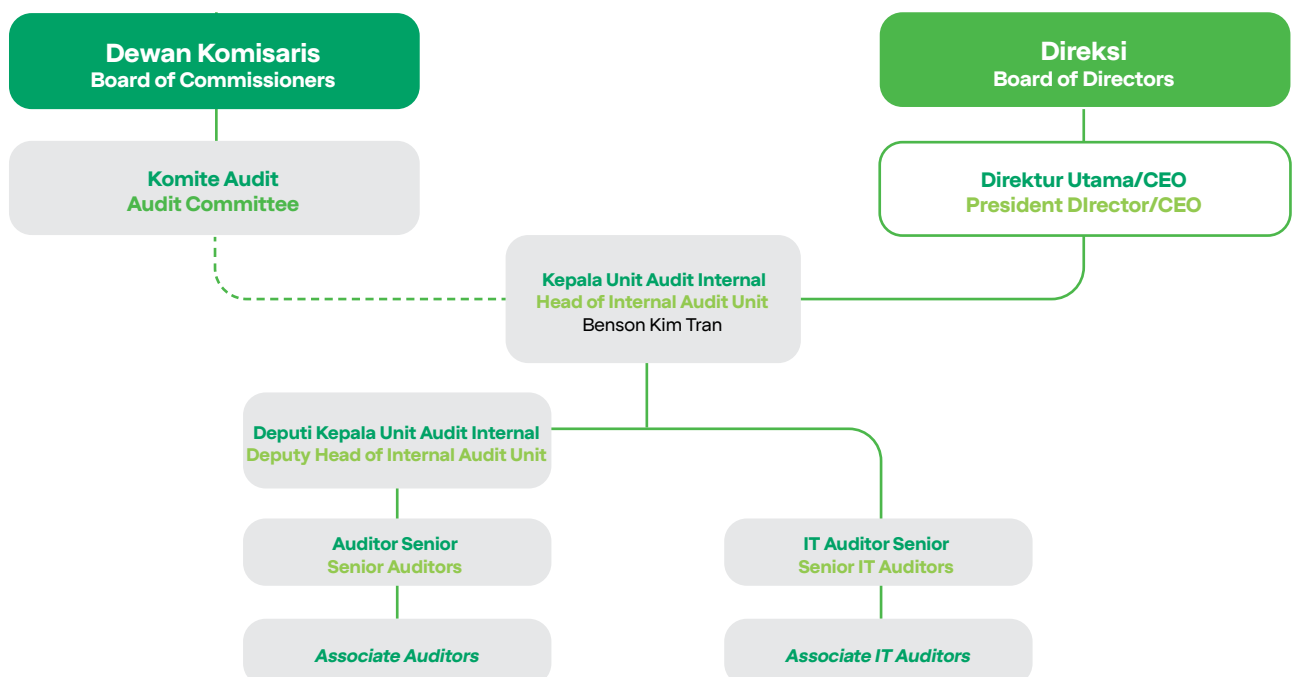 Dewan Komisaris
Board of Commissioners
Direksi
Board of Directors
Komite Audit
Audit Committee
Direktur Utama/CEO
President DIrector/CEO
Kepala Unit Audit Internal
Head of Internal Audit Unit
Benson Kim Tran
Deputi Kepala Unit Audit Internal
Deputy Head of Internal Audit Unit
Auditor Senior
Senior Auditors
IT Auditor Senior
Senior IT Auditors
Associate Auditors
Associate IT Auditors